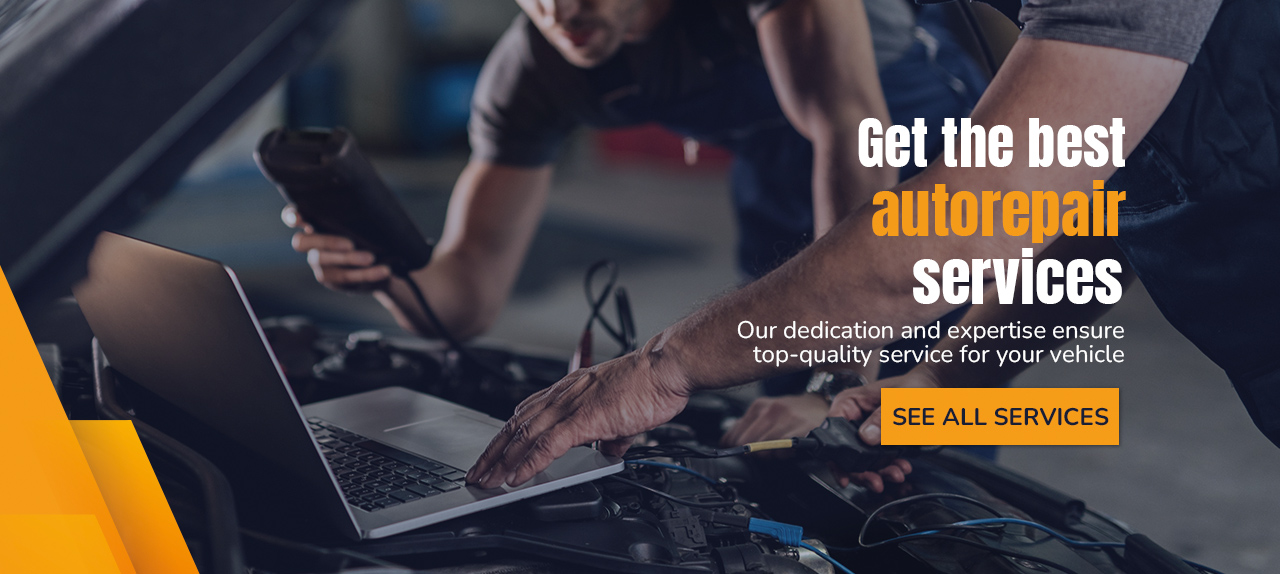 Get the best
autorepair
services
Our dedication and expertise ensure
top-quality service for your vehicle
SEE ALL SERVICES